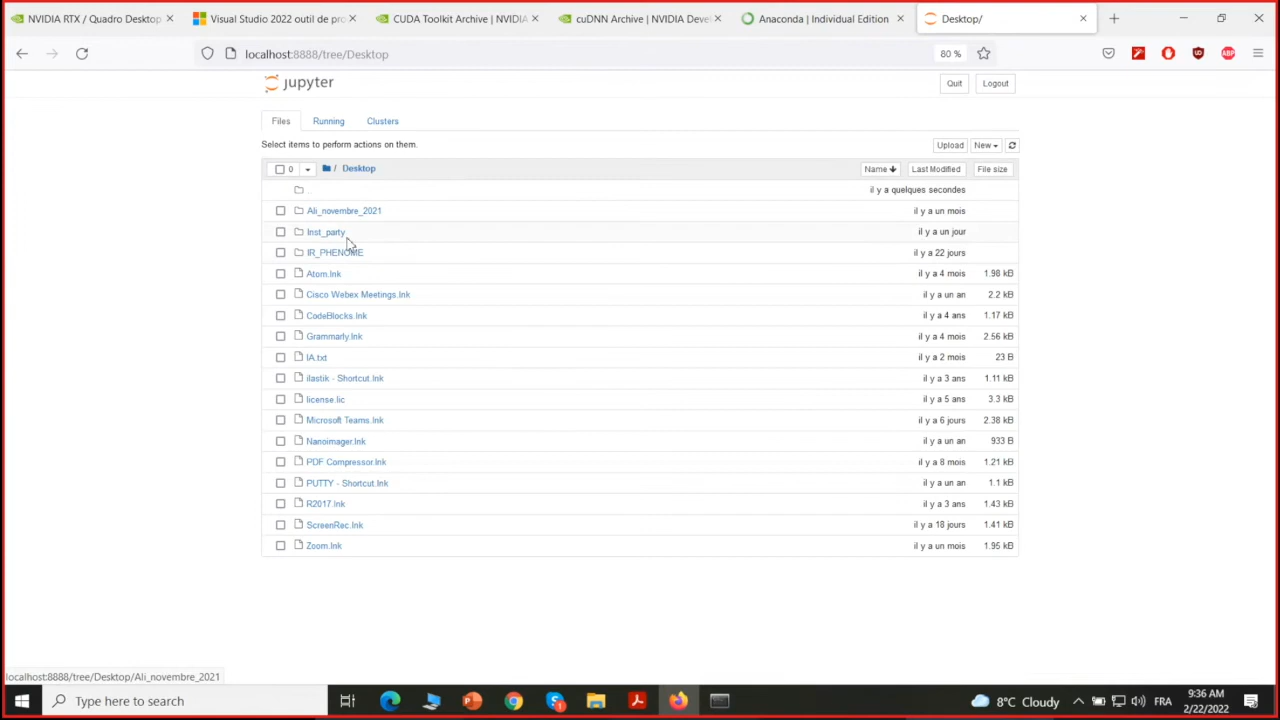 NVIDIA RTX / Quadro Desktop
Visual Studio 2022 outil de pro
CUDA Toolkit Archive | NVIDIA
cuDNN Archive | NVIDIA Devel
Anaconda | Individual Edition
Desktop/
localhost:8888/tree/Desktop
80 %
ABP
jupyter
Quit
Logout
Files
Running
Clusters
Select items to perform actions on them.
Upload
New
0
/ Desktop
Name
Last Modified
File size
..
il y a quelques secondes
Ali_novembre_2021
il y a un mois
Inst_party
il y a un jour
IR_PHENOME
il y a 22 jours
Atom.lnk
il y a 4 mois
1.98 kB
Cisco Webex Meetings.lnk
il y a un an
2.2 kB
CodeBlocks.lnk
il y a 4 ans
1.17 kB
Grammarly.lnk
il y a 4 mois
2.56 kB
IA.txt
il y a 2 mois
23 B
ilastik - Shortcut.lnk
il y a 3 ans
1.11 kB
license.lic
il y a 5 ans
3.3 kB
Microsoft Teams.lnk
il y a 6 jours
2.38 kB
Nanoimager.lnk
il y a un an
933 B
PDF Compressor.lnk
il y a 8 mois
1.21 kB
PUTTY - Shortcut.lnk
il y a un an
1.1 kB
R2017.lnk
il y a 3 ans
1.43 kB
ScreenRec.lnk
il y a 18 jours
1.41 kB
Zoom.lnk
il y a un mois
1.95 kB
localhost:8888/tree/Desktop/Ali_novembre_2021
Type here to search
8°C Cloudy
FRA
9:36 AM
2/22/2022